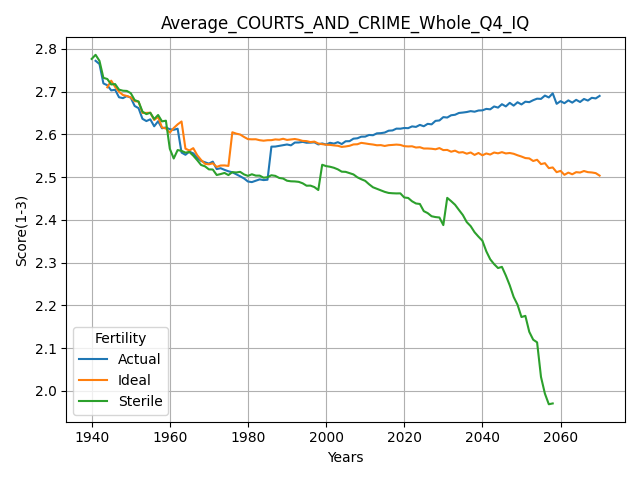 Average_COURTS_AND_CRIME_Whole_Q4_IQ
Score(1-3)
2.8
2.7
2.6
2.5
2.4
2.3
2.2
2.1
2.0
Fertility
Actual
Ideal
Sterile
1940
1960
1980
2000
2020
2040
2060
Years